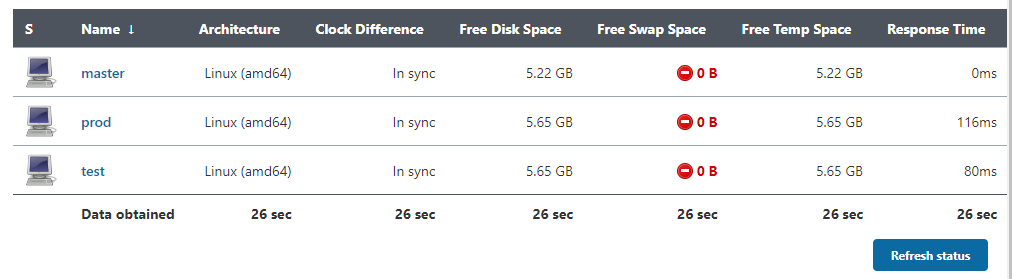 S Name ↓ Architecture Clock Difference Free Disk Space Free Swap Space Free Temp Space Response Time
master Linux (amd64) In sync 5.22 GB 0 B 5.22 GB 0ms
prod Linux (amd64) In sync 5.65 GB 0 B 5.65 GB 116ms
test Linux (amd64) In sync 5.65 GB 0 B 5.65 GB 80ms
Data obtained 26 sec 26 sec 26 sec 26 sec 26 sec 26 sec
Refresh status